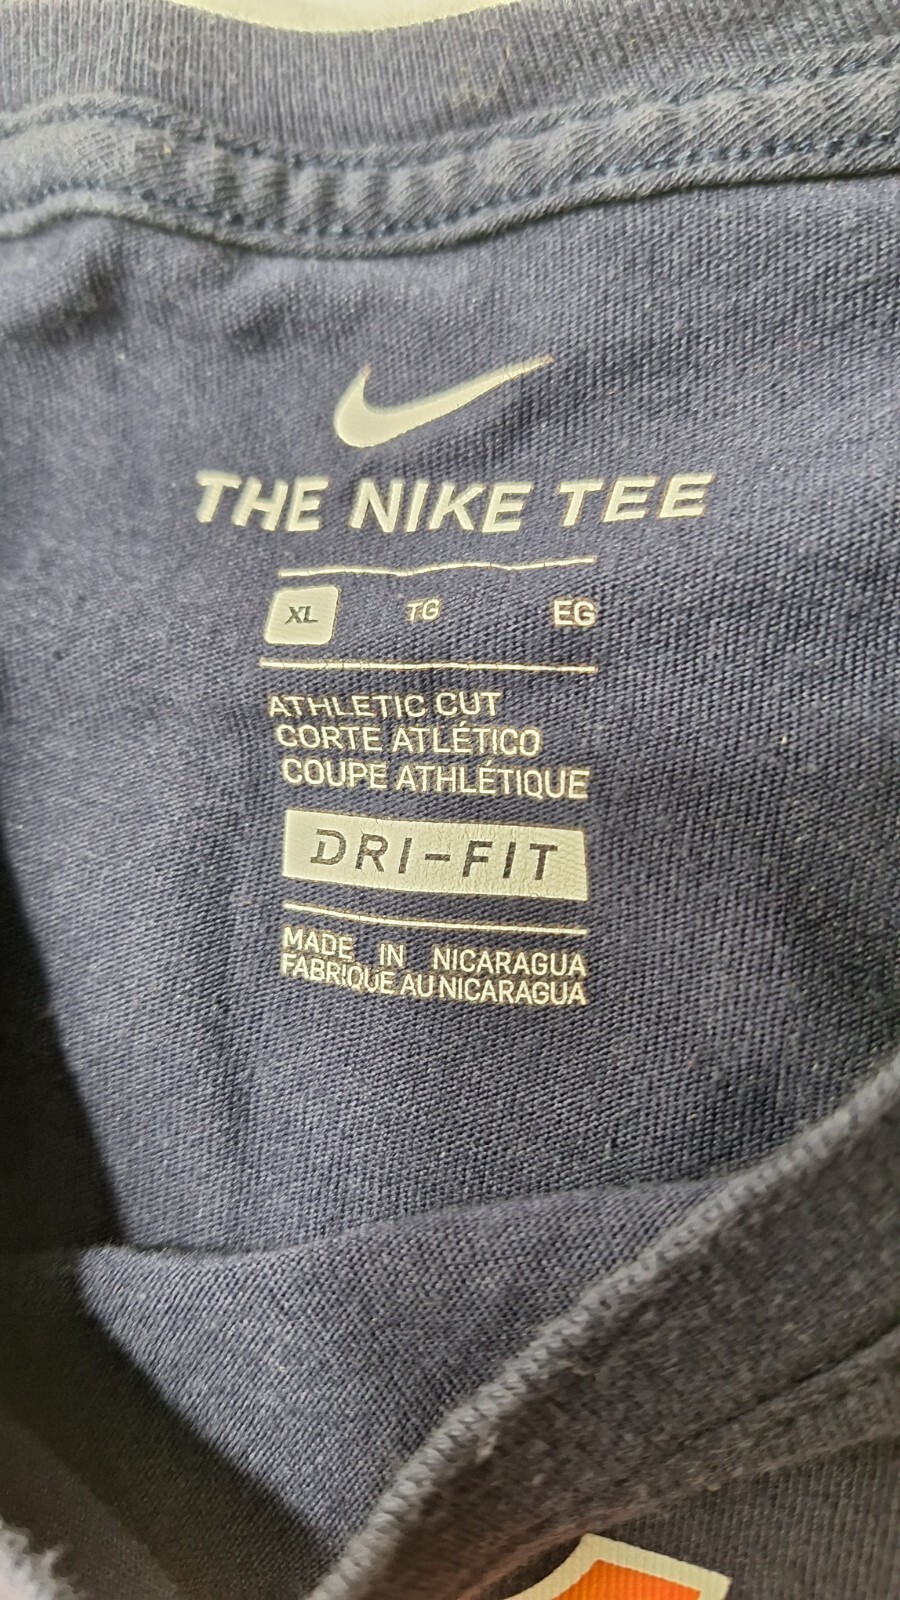 THE NIKE TEE
XL TG EG
ATHLETIC CUT
CORTE ATLÉTICO
COUPE ATHLÉTIQUE
DRI-FIT
MADE IN NICARAGUA
FABRIQUE AU NICARAGUA